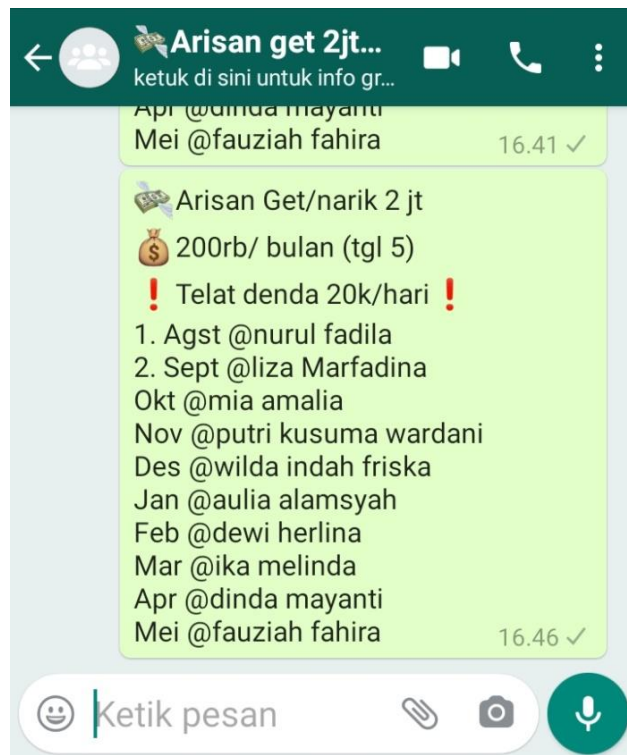 Arisan get 2jt...
ketuk di sini untuk info gr...
Apr @dinda mayanti
Mei @fauziah fahira
16.41
Arisan Get/narik 2 jt
200rb/ bulan (tgl 5)
Telat denda 20k/hari
1. Agst @nurul fadila
2. Sept @liza Marfadina
Okt @mia amalia
Nov @putri kusuma wardani
Des @wilda indah friska
Jan @aulia alamsyah
Feb @dewi herlina
Mar @ika melinda
Apr @dinda mayanti
Mei @fauziah fahira
16.46
Ketik pesan